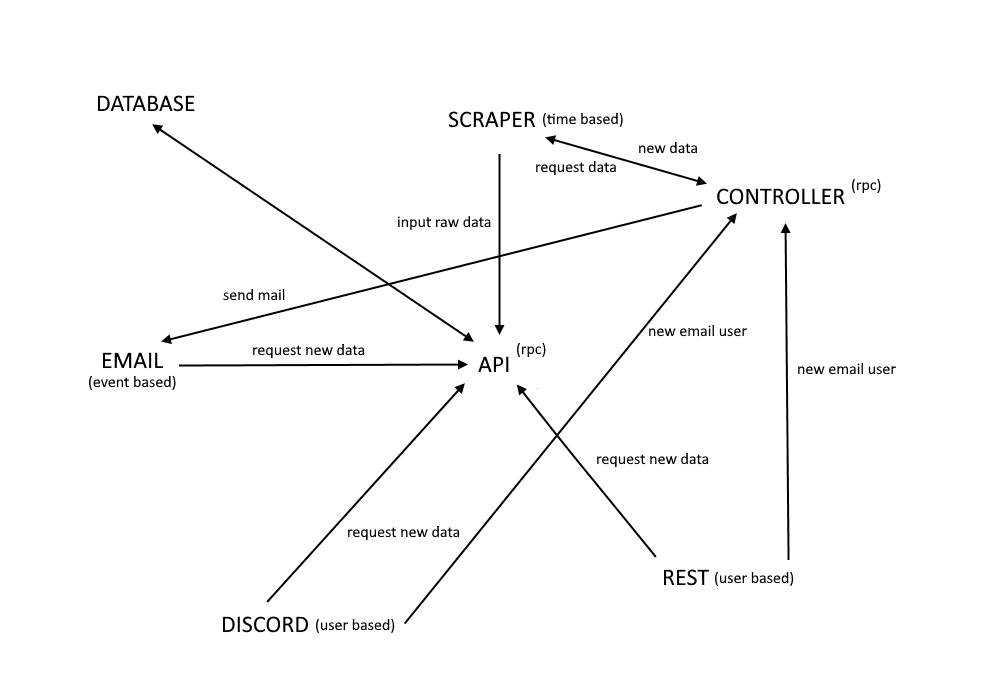 DATABASE
SCRAPER (time based)
new data
request data
CONTROLLER (rpc)
input raw data
send mail
new email user
EMAIL
(event based)
request new data
API (rpc)
new email user
request new data
request new data
REST (user based)
DISCORD (user based)